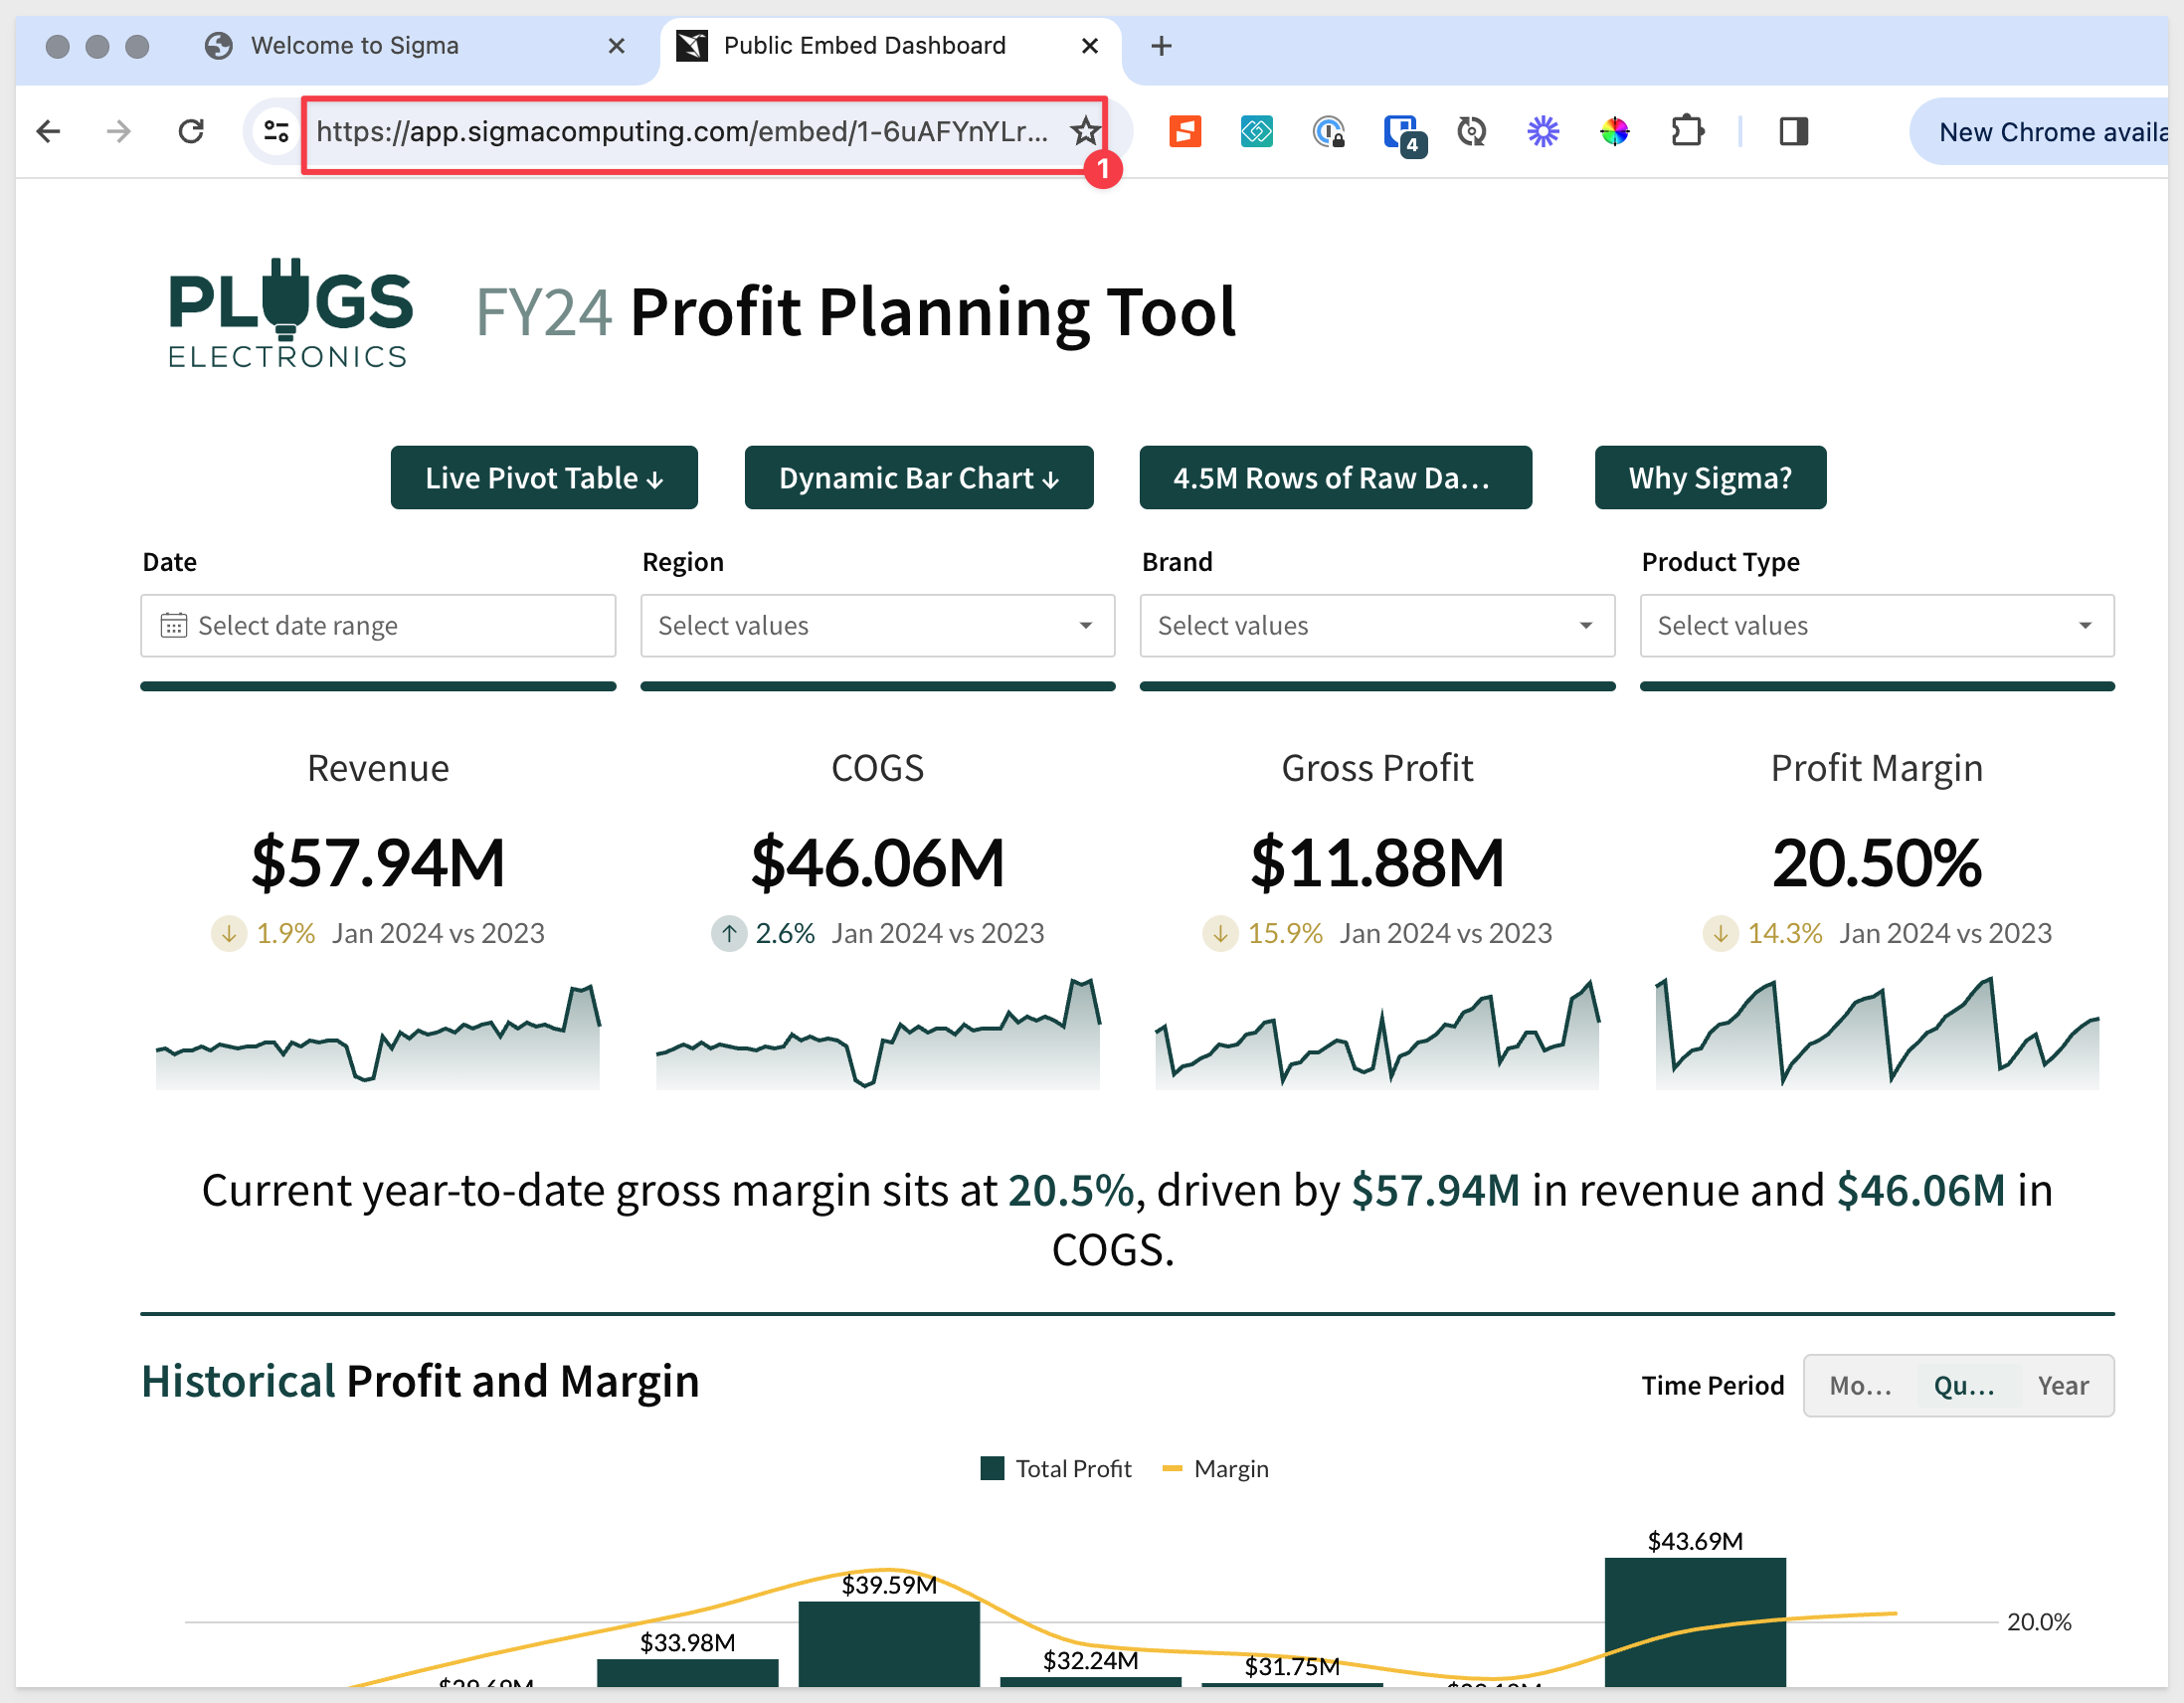 Welcome to Sigma
Public Embed Dashboard
https://app.sigmacomputing.com/embed/1-6uAFYnYLr...
1
4
New Chrome availa
PLUGS
ELECTRONICS
FY24 Profit Planning Tool
Live Pivot Table ↓
Dynamic Bar Chart ↓
4.5M Rows of Raw Da...
Why Sigma?
Date
Region
Brand
Product Type
Select date range
Select values
Select values
Select values
Revenue
COGS
Gross Profit
Profit Margin
$57.94M
$46.06M
$11.88M
20.50%
↓ 1.9% Jan 2024 vs 2023
↑ 2.6% Jan 2024 vs 2023
↓ 15.9% Jan 2024 vs 2023
↓ 14.3% Jan 2024 vs 2023
Current year-to-date gross margin sits at 20.5%, driven by $57.94M in revenue and $46.06M in
COGS.
Historical Profit and Margin
Time Period
Mo...
Qu...
Year
Total Profit
Margin
$43.69M
$39.59M
20.0%
$33.98M
$32.24M
$31.75M